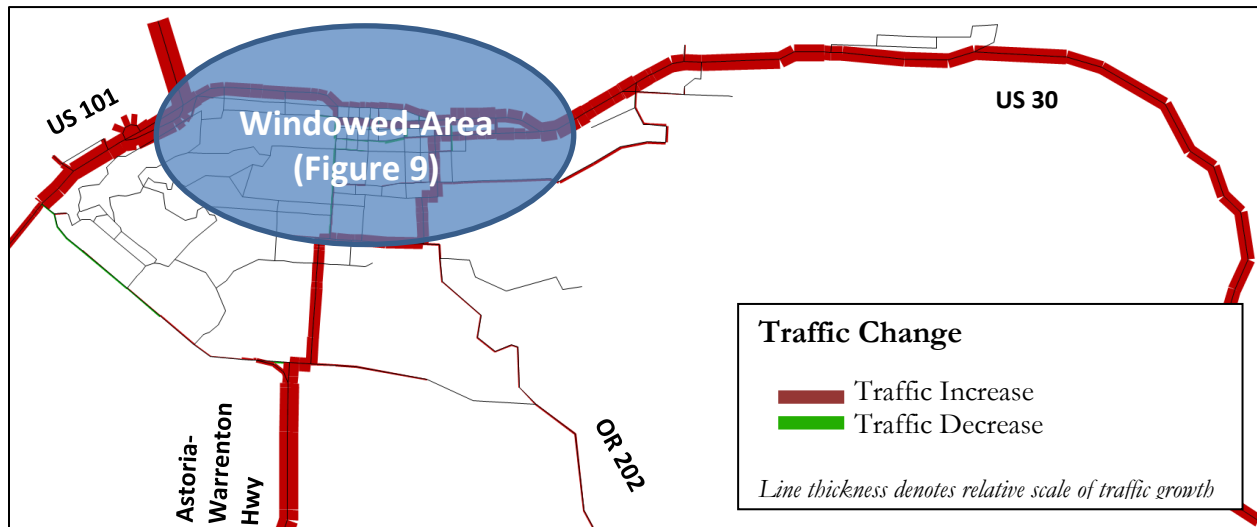 US 101
Windowed-Area
(Figure 9)
US 30
Astoria-
Warrenton
Hwy
OR 202
Traffic Change
Traffic Increase
Traffic Decrease
Line thickness denotes relative scale of traffic growth